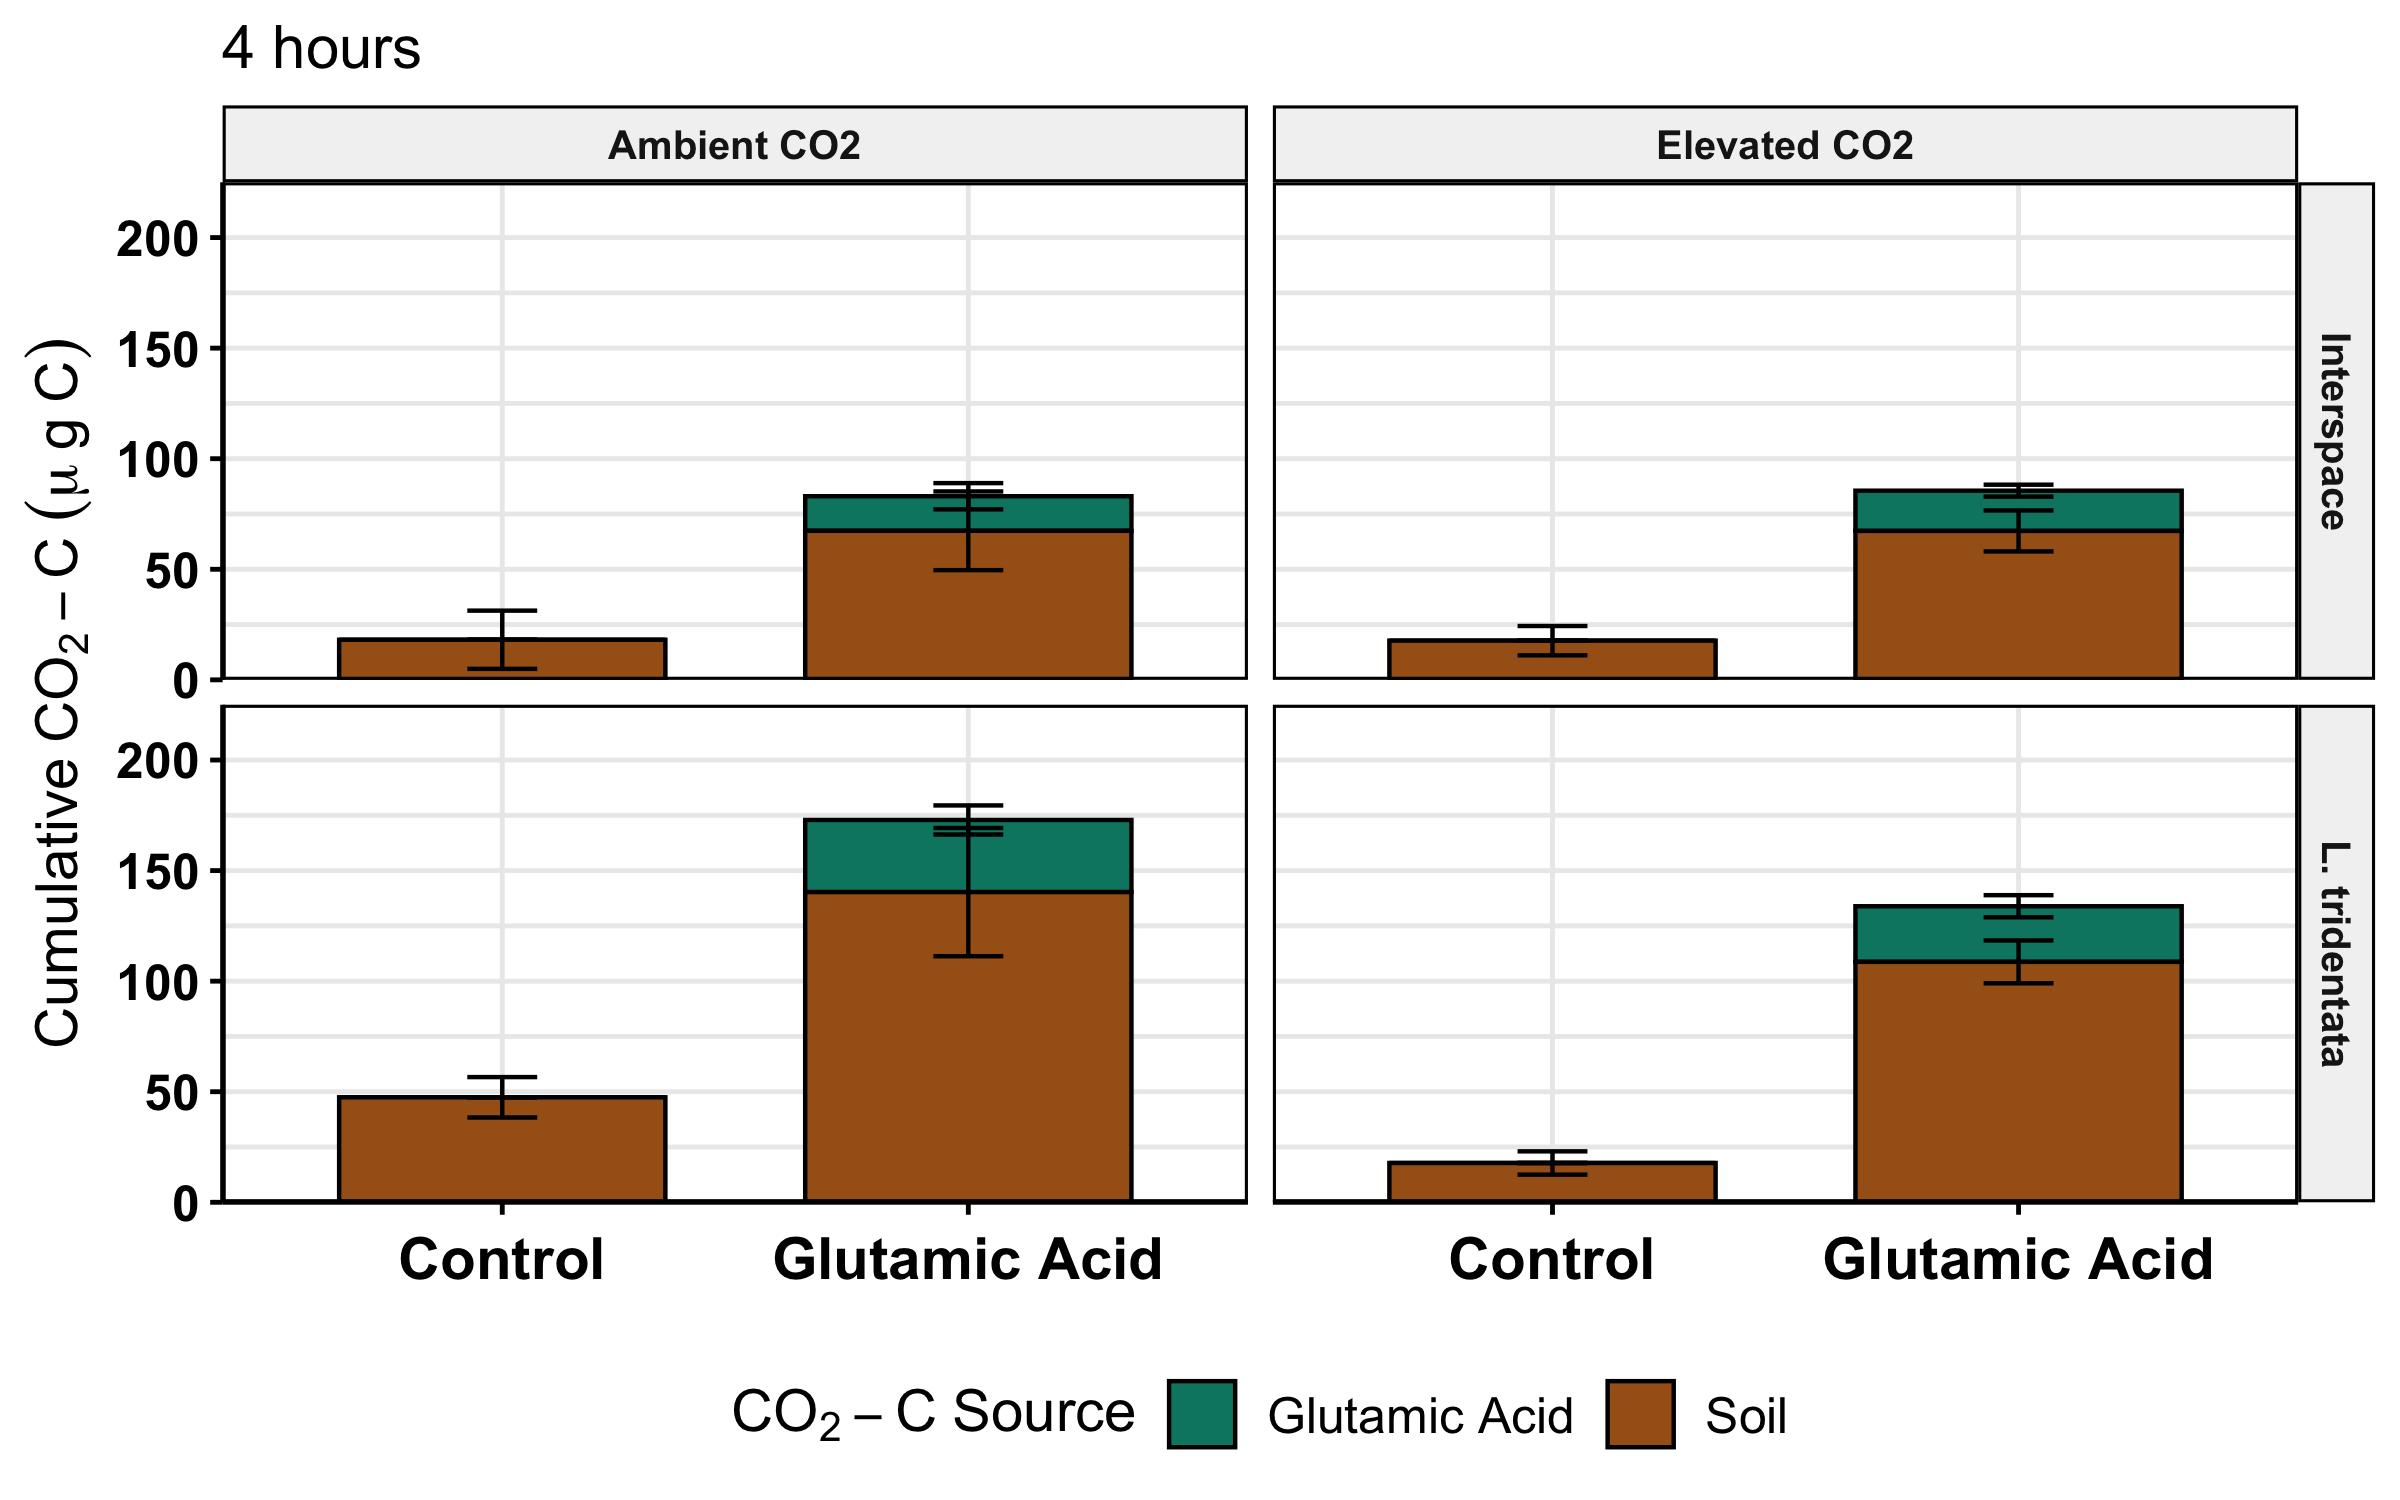 4 hours
Ambient CO2
Elevated CO2
Cumulative CO₂ – C (μ g C)
200
150
100
50
0
Interspace
200
150
100
50
0
L. tridentata
Control
Glutamic Acid
Control
Glutamic Acid
CO₂ – C Source
Glutamic Acid
Soil